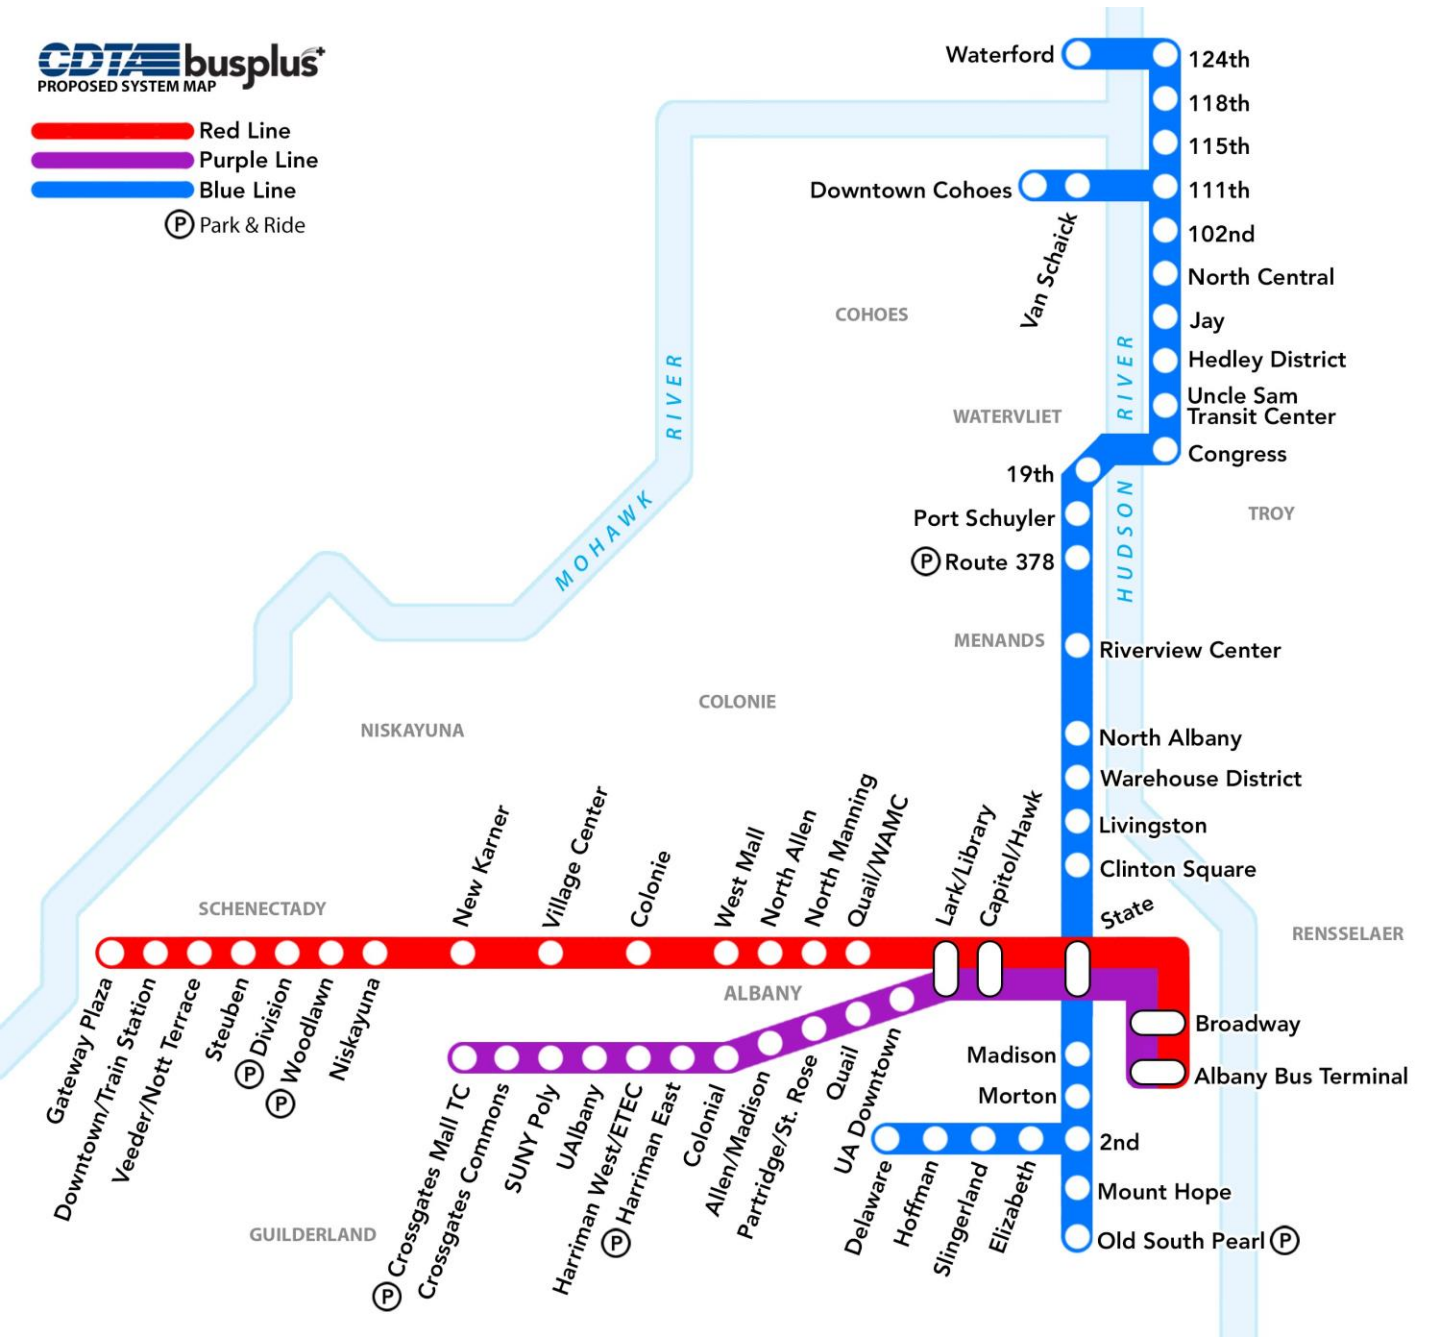 CDTA busplus+
PROPOSED SYSTEM MAP
Red Line
Purple Line
Blue Line
P Park & Ride
Waterford
124th
118th
115th
Downtown Cohoes
111th
Van Schaick
102nd
North Central
COHOES
Jay
MOHAWK RIVER
HUDSON RIVER
Hedley District
WATERVLIET
Uncle Sam
Transit Center
Congress
19th
TROY
Port Schuyler
P Route 378
MENANDS
Riverview Center
COLONIE
NISKAYUNA
North Albany
Warehouse District
Livingston
Clinton Square
State
SCHENECTADY
RENSSELAER
New Karner
Village Center
Colonie
West Mall
North Allen
North Manning
Quail/WAMC
Lark/Library
Capitol/Hawk
ALBANY
Gateway Plaza
Downtown/Train Station
Veeder/Nott Terrace
Steuben
P Division
P Woodlawn
Niskayuna
Broadway
Albany Bus Terminal
Madison
Morton
2nd
Mount Hope
Old South Pearl P
GUILDERLAND
P Crossgates Mall TC
Crossgates Commons
SUNY Poly
UAlbany
Harriman West/ETEC
P Harriman East
Colonial
Allen/Madison
Partridge/St. Rose
Quail
UA Downtown
Delaware
Hoffman
Slingerland
Elizabeth